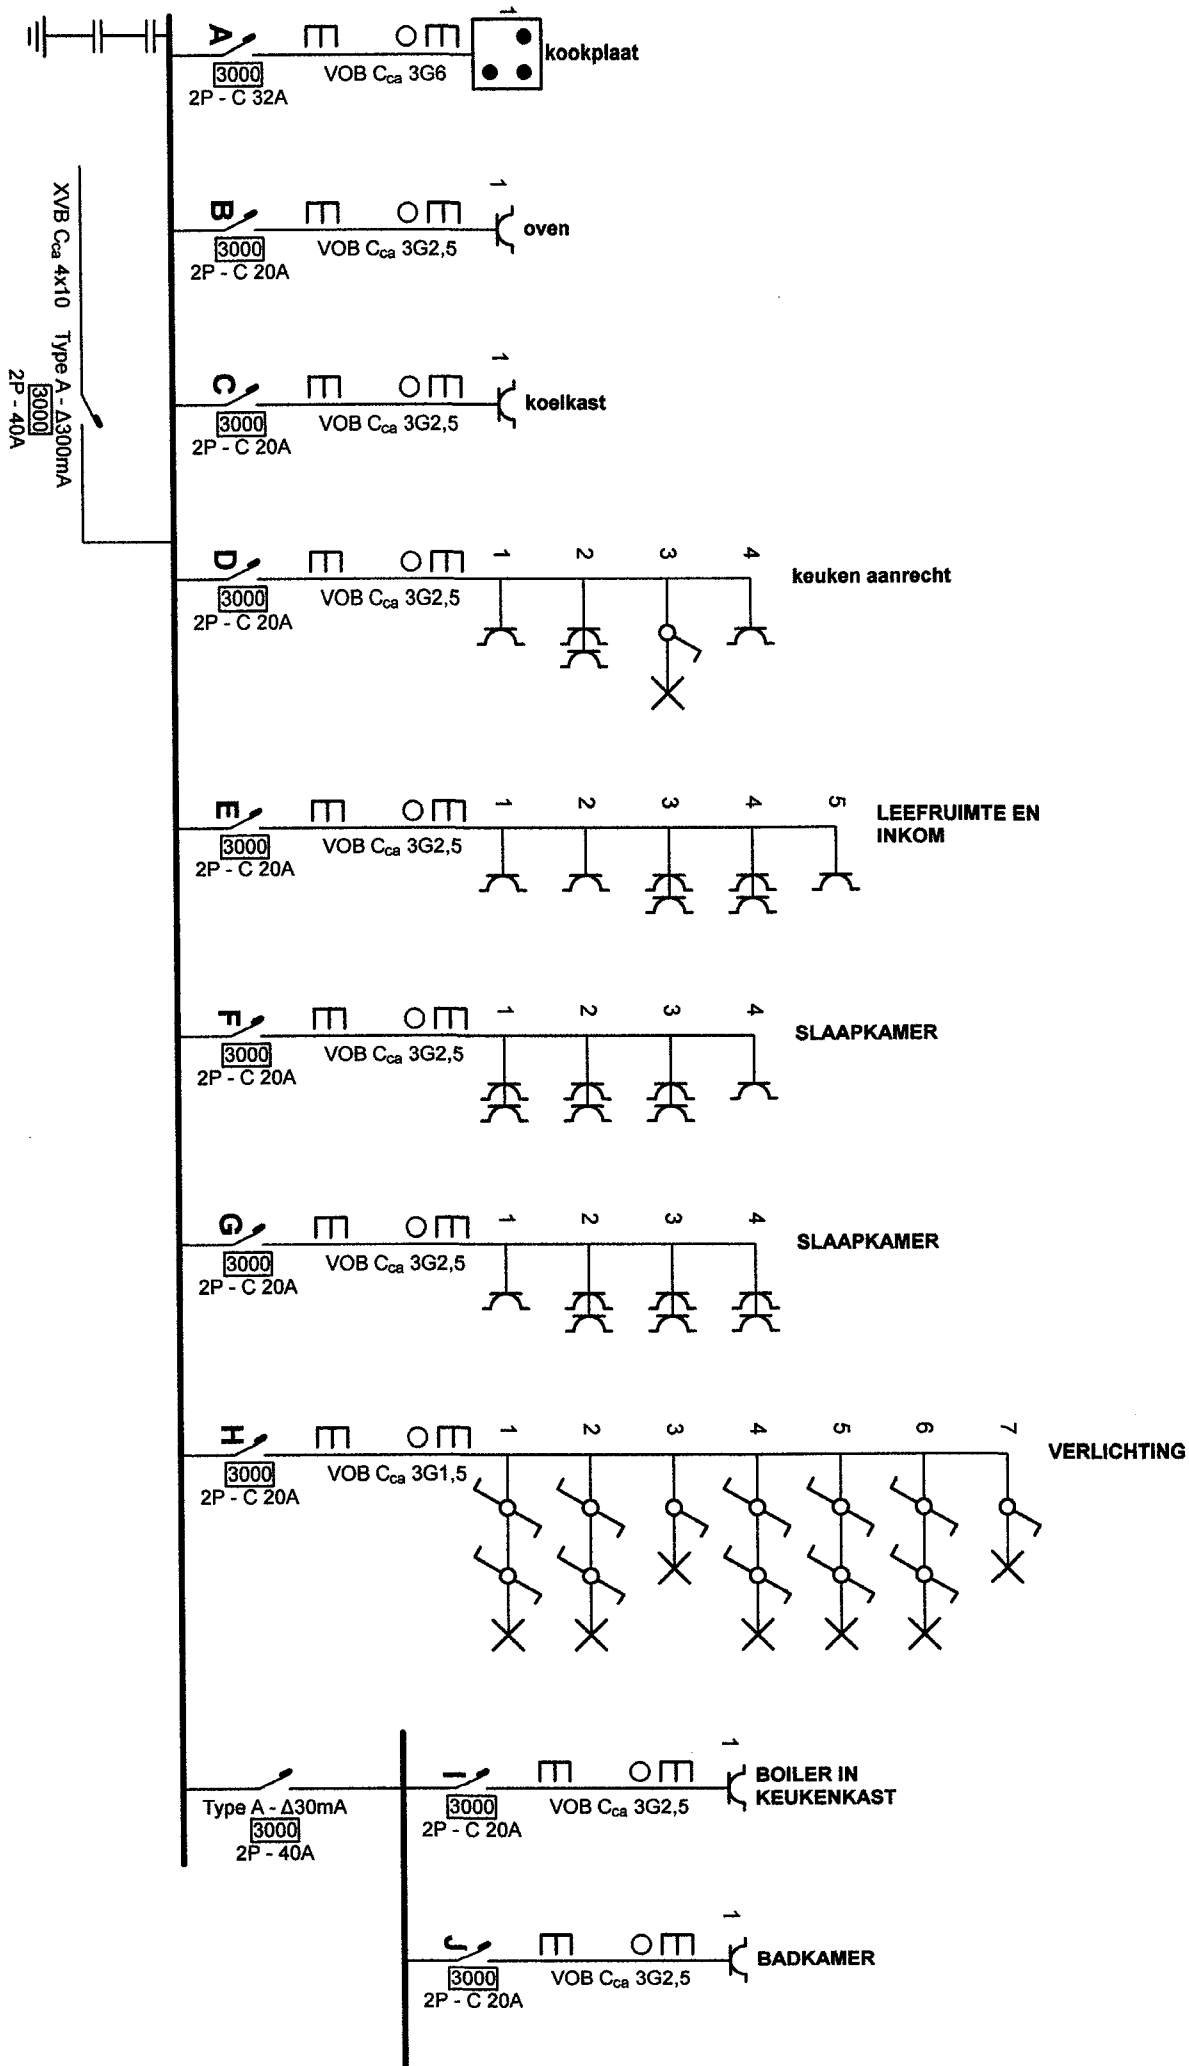 1
A
kookplaat
3000
VOB Cca 3G6
2P - C 32A
XVB Cca 4x10
Type A - Δ300mA
3000
2P - 40A
1
B
oven
3000
VOB Cca 3G2,5
2P - C 20A
1
C
koelkast
3000
VOB Cca 3G2,5
2P - C 20A
D
1 2 3 4
keuken aanrecht
3000
VOB Cca 3G2,5
2P - C 20A
E
1 2 3 4 5
LEEFRUIMTE EN
INKOM
3000
VOB Cca 3G2,5
2P - C 20A
F
1 2 3 4
SLAAPKAMER
3000
VOB Cca 3G2,5
2P - C 20A
G
1 2 3 4
SLAAPKAMER
3000
VOB Cca 3G2,5
2P - C 20A
H
1 2 3 4 5 6 7
VERLICHTING
3000
VOB Cca 3G1,5
2P - C 20A
Type A - Δ30mA
3000
2P - 40A
1
I
BOILER IN
KEUKENKAST
3000
VOB Cca 3G2,5
2P - C 20A
1
J
BADKAMER
3000
VOB Cca 3G2,5
2P - C 20A